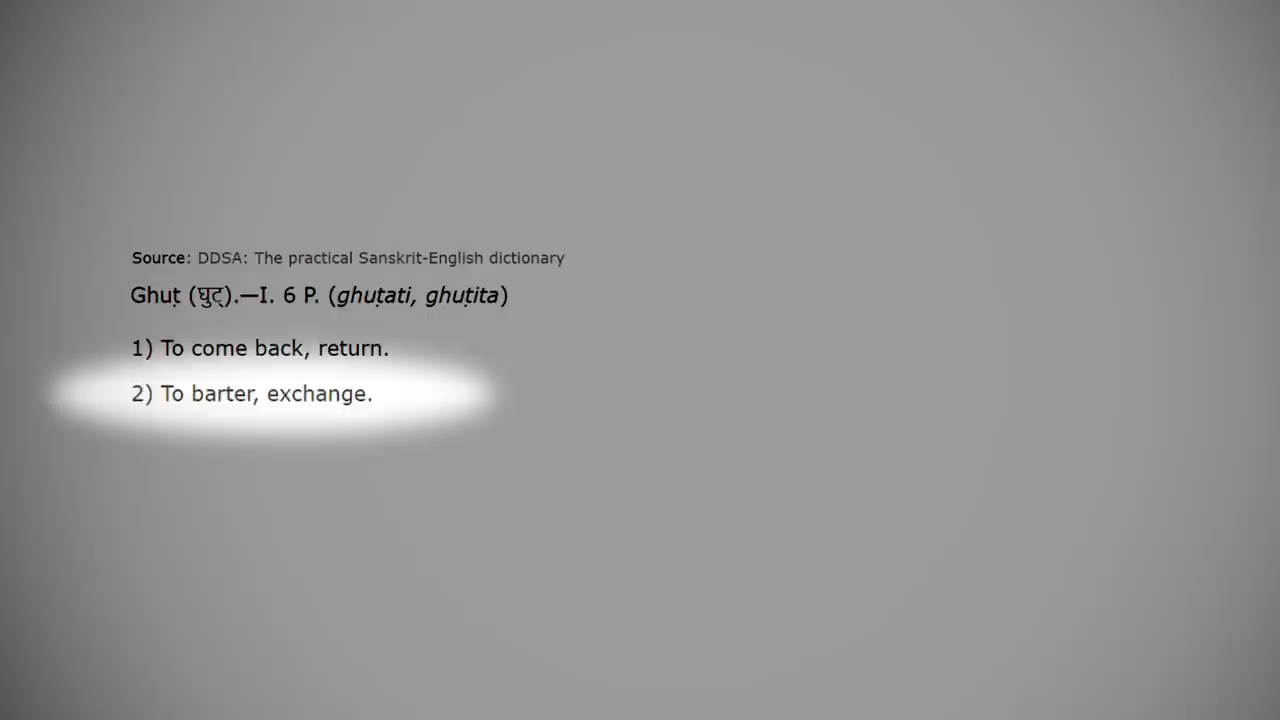 Source: DDSA: The practical Sanskrit-English dictionary
Ghuṭ (घुट्).—I. 6 P. (ghuṭati, ghuṭita)
1) To come back, return.
2) To barter, exchange.